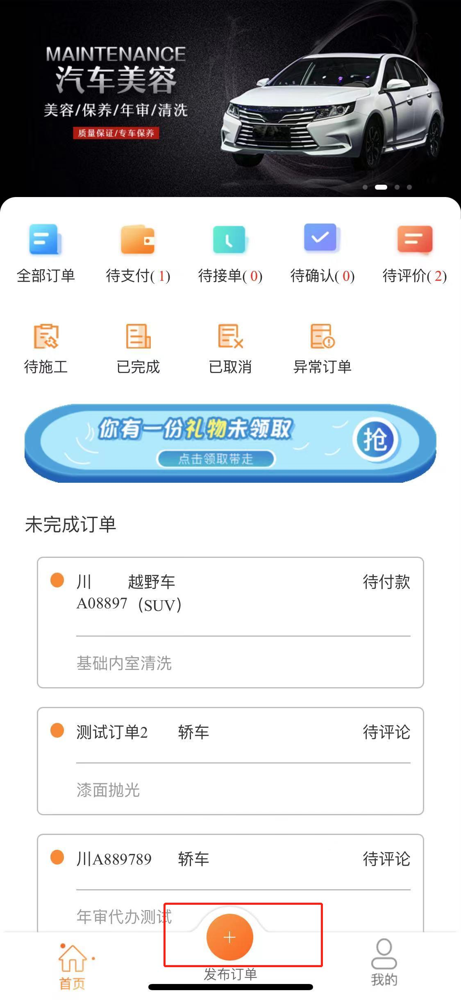 MAINTENANCE
汽车美容
美容/保养/年审/清洗
质量保证/专车保养
全部订单 待支付( 1) 待接单( 0) 待确认( 0) 待评价( 2)
待施工 已完成 已取消 异常订单
你有一份礼物未领取
抢
点击领取带走
未完成订单
川 越野车 待付款
A08897 （SUV）
基础内室清洗
测试订单2 轿车 待评论
漆面抛光
川A889789 轿车 待评论
年审代办测试
首页 发布订单 我的